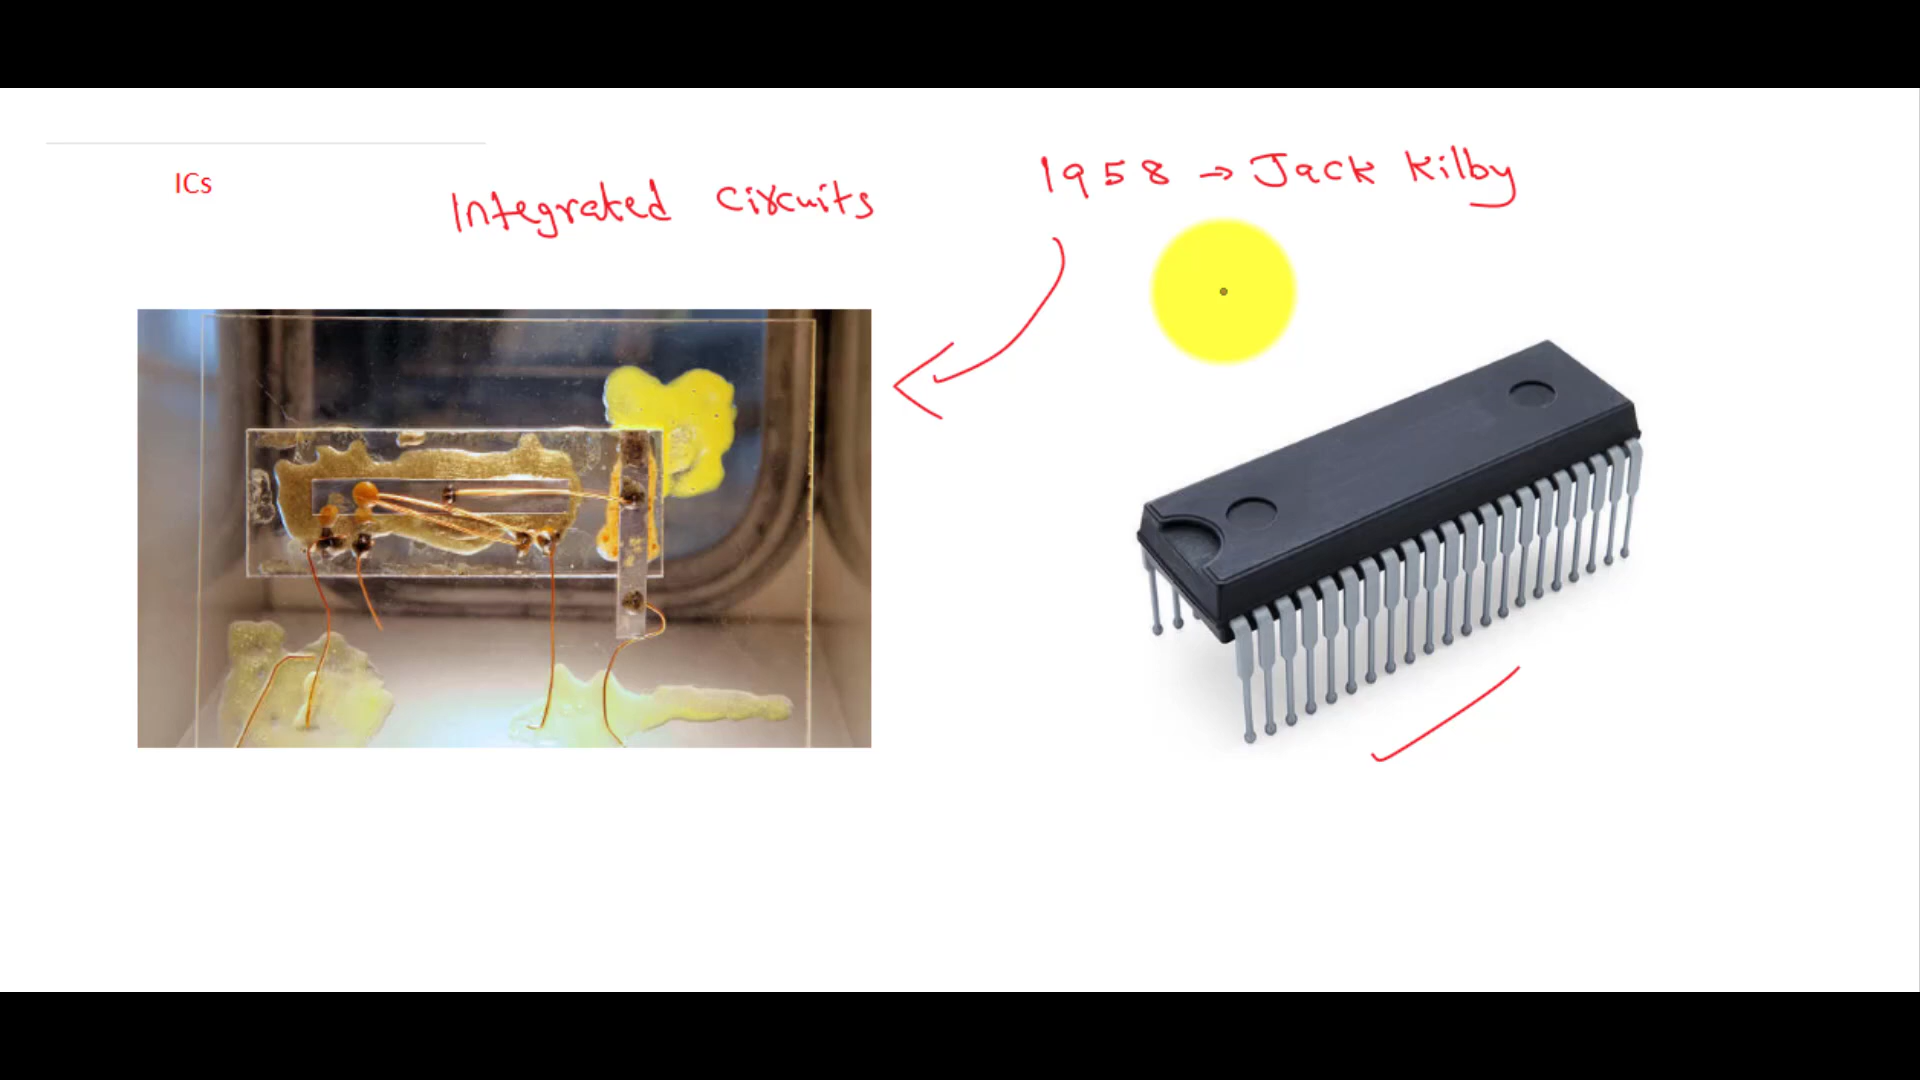 ICs
Integrated Circuits
1958 → Jack Kilby